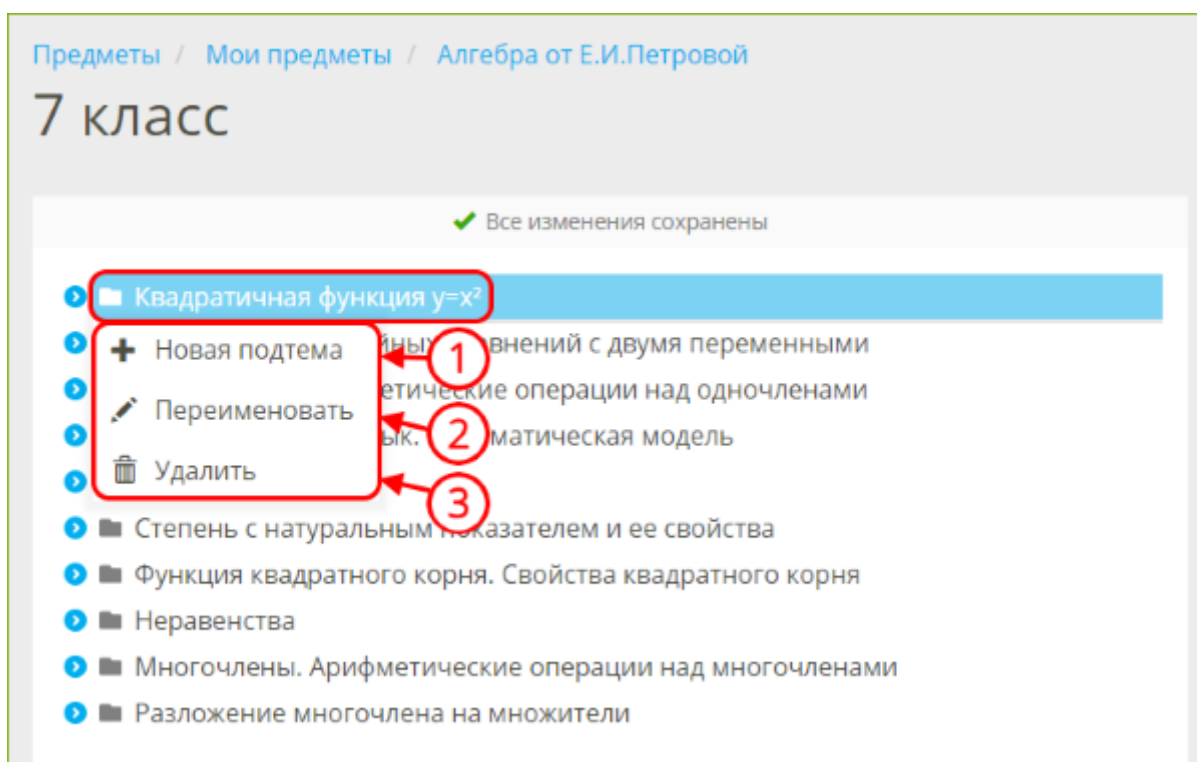 Предметы / Мои предметы / Алгебра от Е.И.Петровой
7 класс
Все изменения сохранены
Квадратичная функция y=x²
Новая подтема
1
внений с двумя переменными
Переименовать
етические операции над одночленами
2
матическая модель
Удалить
3
Степень с натуральным показателем и ее свойства
Функция квадратного корня. Свойства квадратного корня
Неравенства
Многочлены. Арифметические операции над многочленами
Разложение многочлена на множители